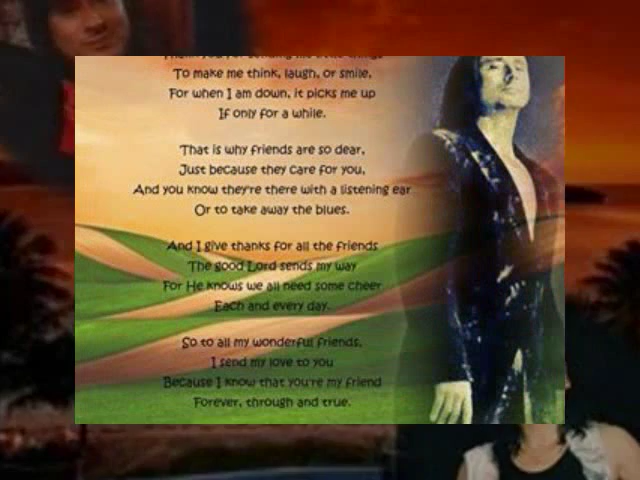 To make me think, laugh, or smile,
For when I am down, it picks me up
If only for a while.
That is why friends are so dear,
Just because they care for you,
And you know they're there with a listening ear
Or to take away the blues.
And I give thanks for all the friends
The good Lord sends my way
For He knows we all need some cheer
Each and every day.
So to all my wonderful friends,
I send my love to you
Because I know that you're my friend
Forever, through and true.